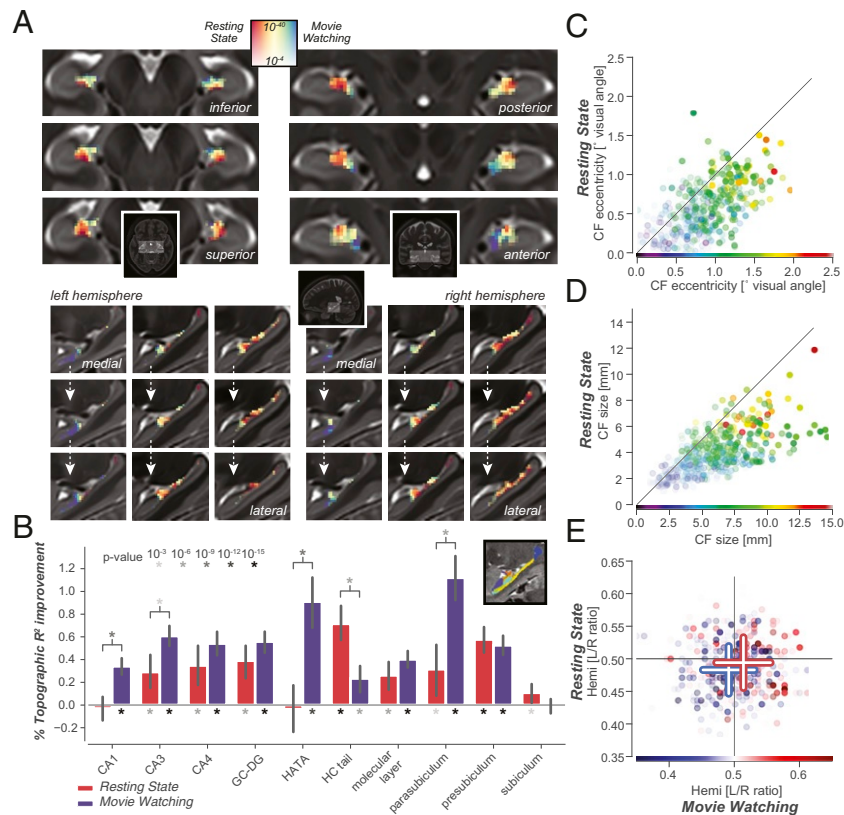 A
Resting State
Movie Watching
10-40
10-4
inferior
posterior
superior
anterior
left hemisphere
right hemisphere
medial
medial
lateral
lateral
B
p-value 10-3 10-6 10-9 10-12 10-15
* * * * *
% Topographic R² improvement
1.2
1.0
0.8
0.6
0.4
0.2
0.0
−0.2
CA1
CA3
CA4
GC-DG
HATA
HC tail
molecular layer
parasubiculum
presubiculum
subiculum
Resting State
Movie Watching
C
Resting State
CF eccentricity [° visual angle]
2.5
2.0
1.5
1.0
0.5
0.0
0.0 0.5 1.0 1.5 2.0 2.5
CF eccentricity [° visual angle]
D
Resting State
CF size [mm]
14
12
10
8
6
4
2
0
0.0 2.5 5.0 7.5 10.0 12.5 15.0
CF size [mm]
E
Resting State
Hemi [L/R ratio]
0.65
0.60
0.55
0.50
0.45
0.40
0.35
0.4 0.5 0.6
Hemi [L/R ratio]
Movie Watching